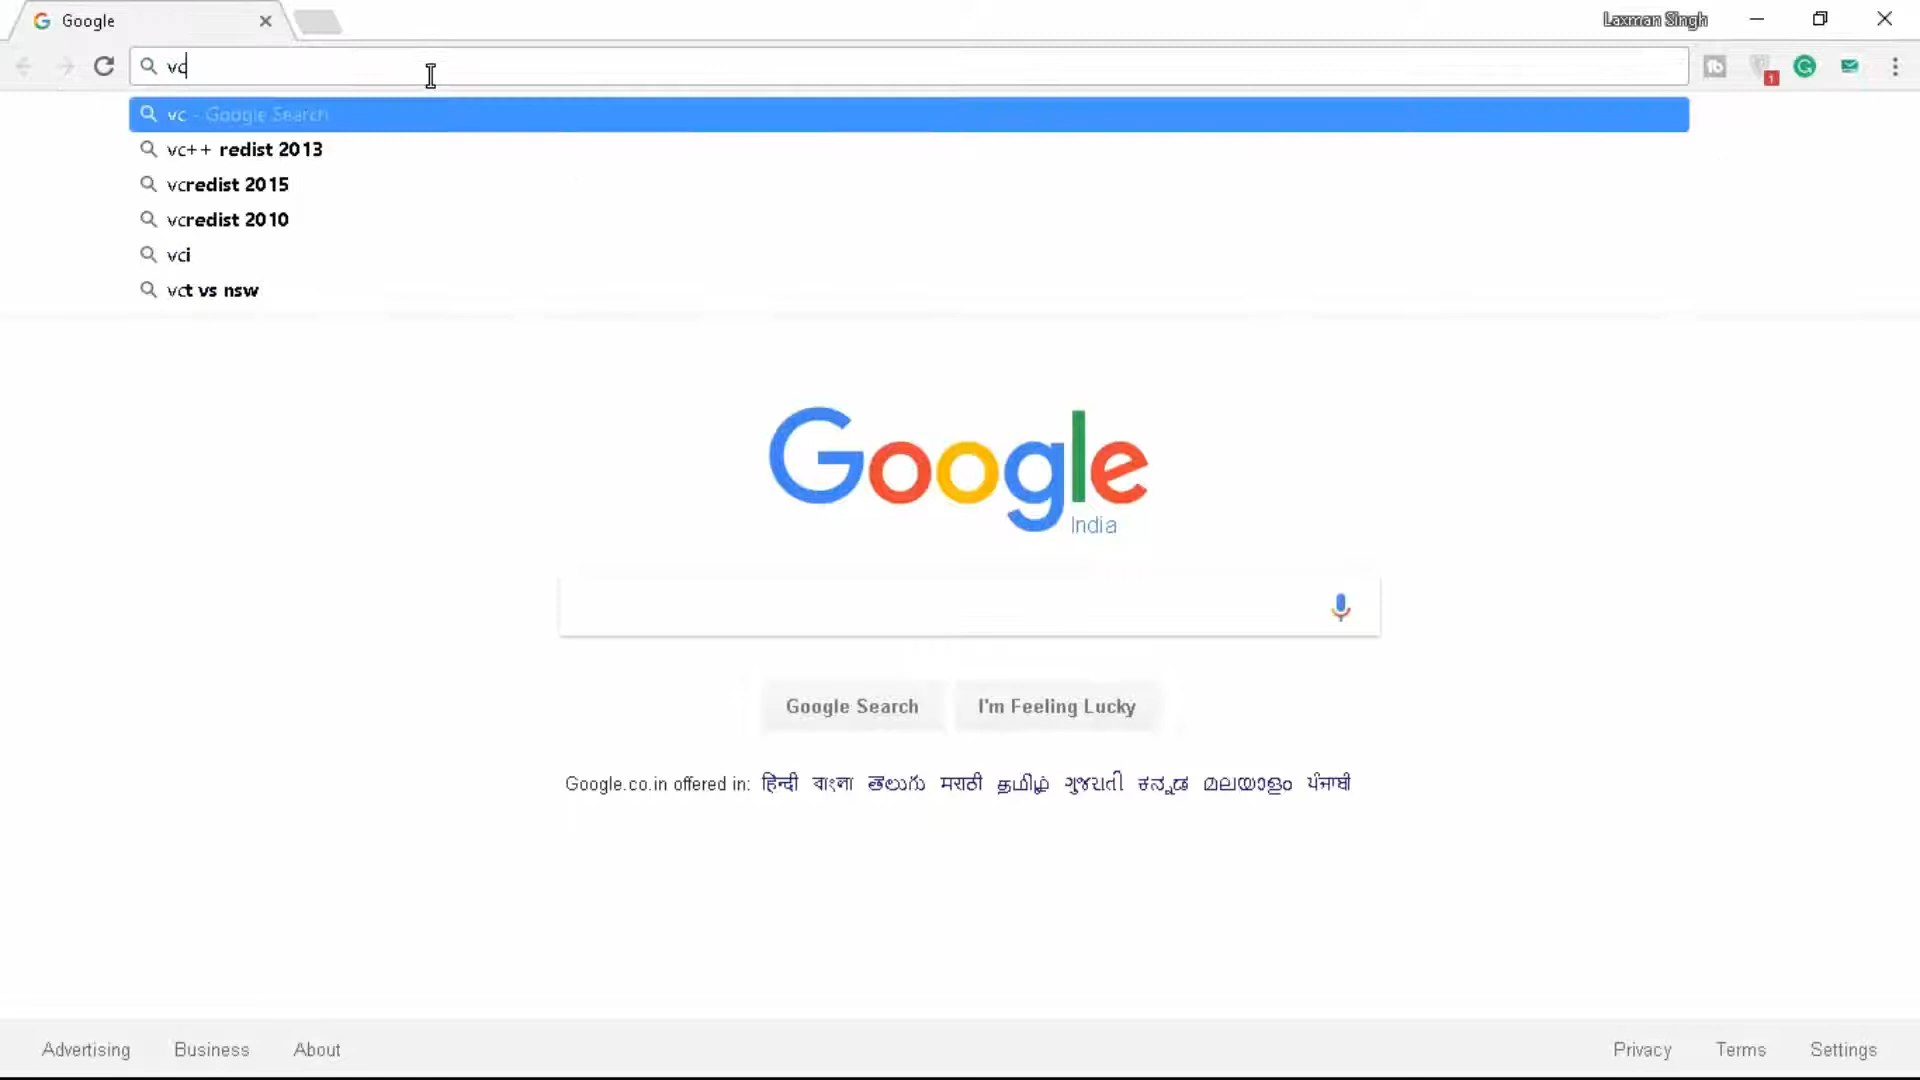 Google
Laxman Singh
vc
1
vc - Google Search
vc++ redist 2013
vcredist 2015
vcredist 2010
vci
vct vs nsw
Google
India
Google Search
I'm Feeling Lucky
Google.co.in offered in: हिन्दी বাংলা తెలుగు मराठी தமிழ் ગુજરાતી ಕನ್ನಡ മലയാളം ਪੰਜਾਬੀ
Advertising Business About Privacy Terms Settings